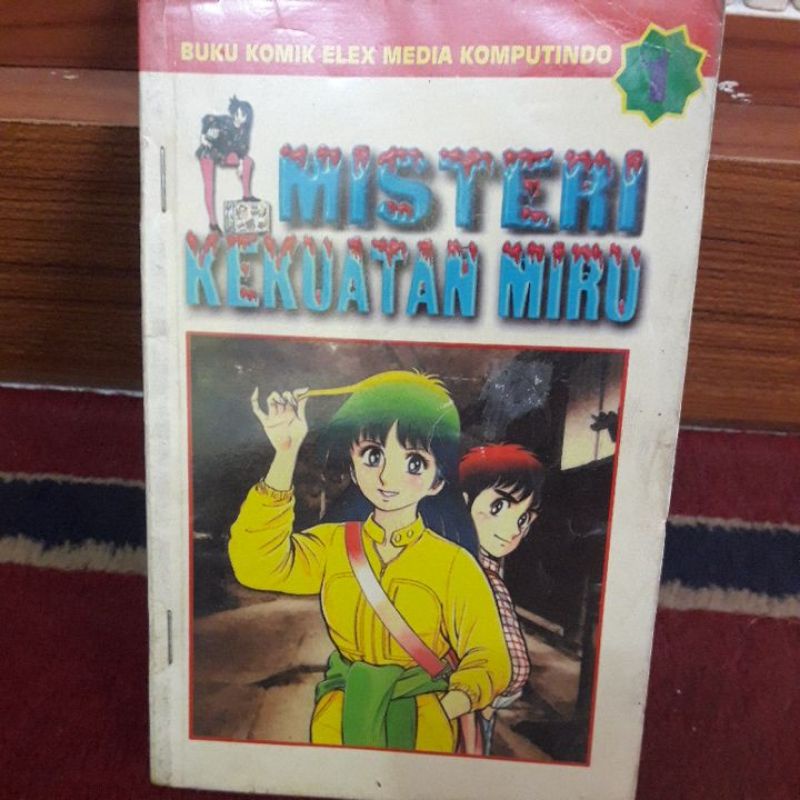 BUKU KOMIK ELEX MEDIA KOMPUTINDO
1
MISTERI
KEKUATAN MIRU